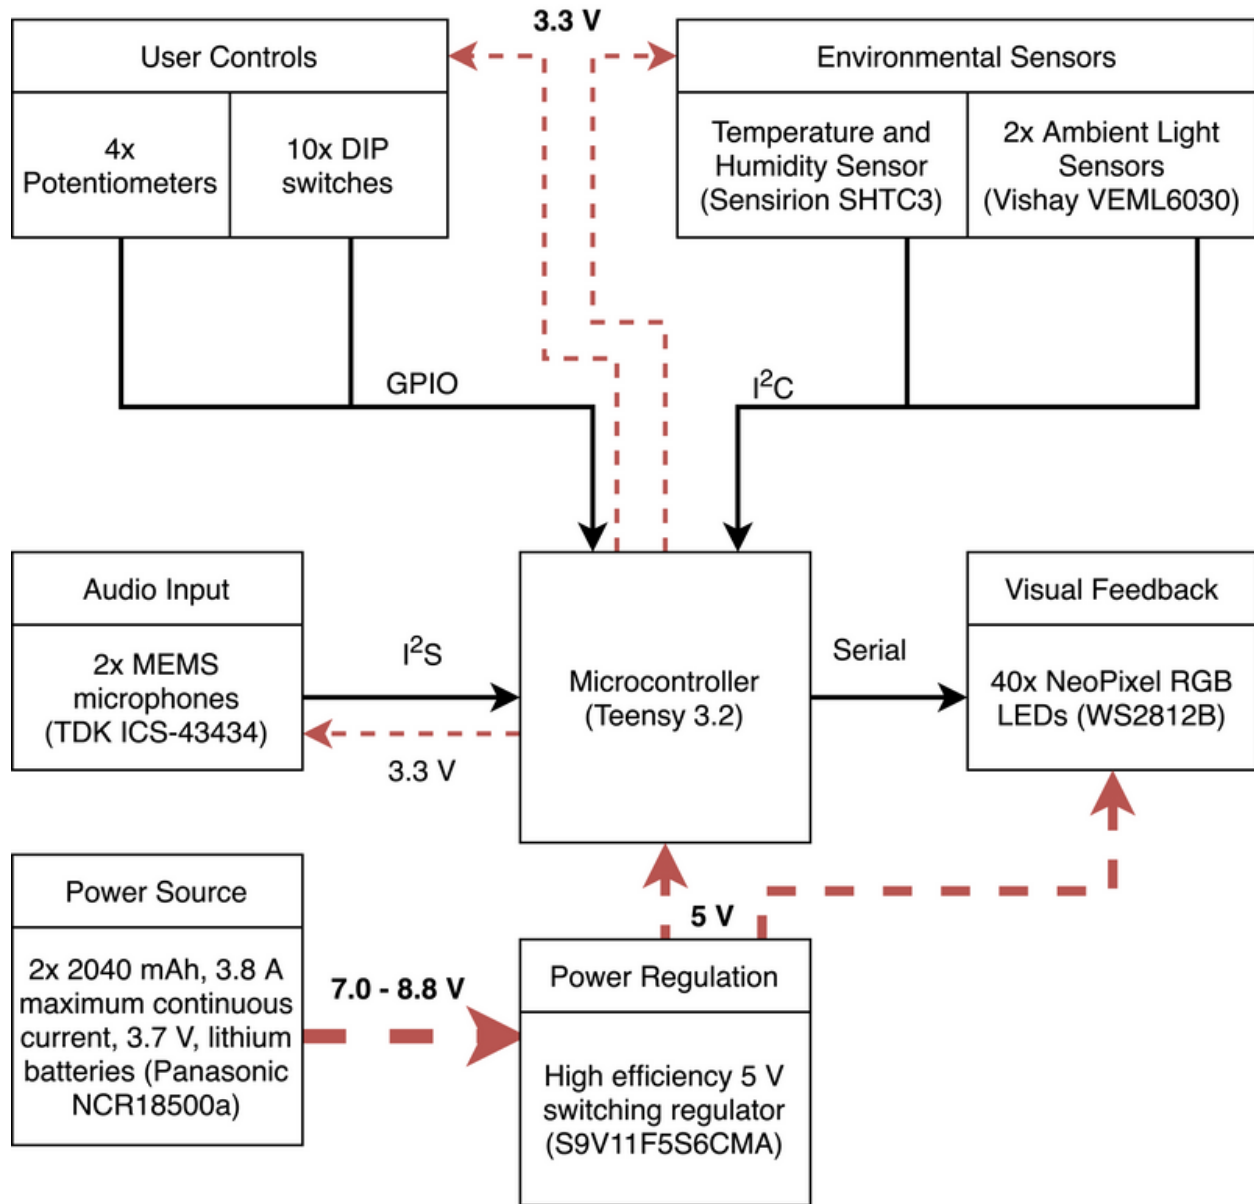 3.3 V
User Controls
4x
Potentiometers
10x DIP
switches
Environmental Sensors
Temperature and
Humidity Sensor
(Sensirion SHTC3)
2x Ambient Light
Sensors
(Vishay VEML6030)
GPIO
I²C
Audio Input
2x MEMS
microphones
(TDK ICS-43434)
I²S
3.3 V
Microcontroller
(Teensy 3.2)
Serial
Visual Feedback
40x NeoPixel RGB
LEDs (WS2812B)
Power Source
2x 2040 mAh, 3.8 A
maximum continuous
current, 3.7 V, lithium
batteries (Panasonic
NCR18500a)
7.0 - 8.8 V
5 V
Power Regulation
High efficiency 5 V
switching regulator
(S9V11F5S6CMA)